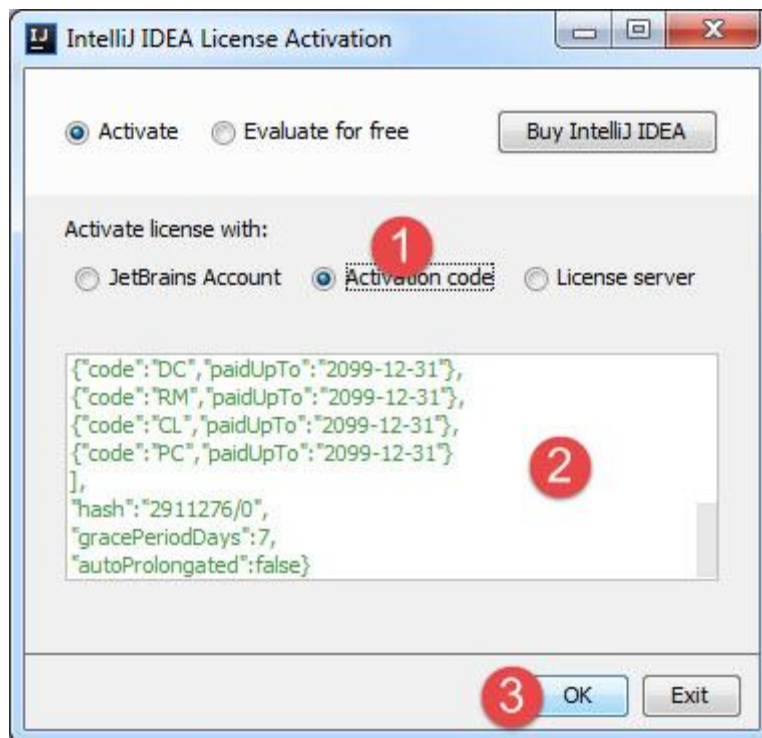 IntelliJ IDEA License Activation
Activate Evaluate for free Buy IntelliJ IDEA
Activate license with:
1
JetBrains Account Activation code License server
{"code":"DC","paidUpTo":"2099-12-31"},
{"code":"RM","paidUpTo":"2099-12-31"},
{"code":"CL","paidUpTo":"2099-12-31"},
{"code":"PC","paidUpTo":"2099-12-31"}
],
2
"hash":"2911276/0",
"gracePeriodDays":7,
"autoProlongated":false}
3 OK Exit